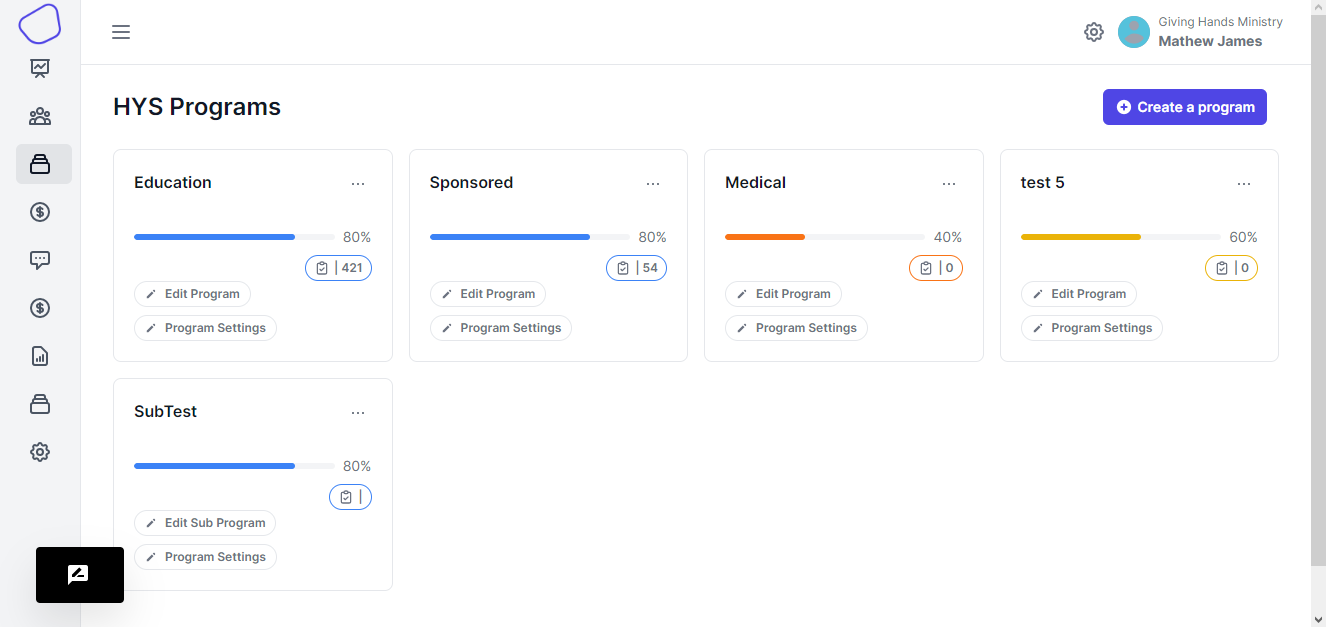 Giving Hands Ministry
Mathew James
HYS Programs
Create a program
Education
...
80%
| 421
Edit Program
Program Settings
Sponsored
...
80%
| 54
Edit Program
Program Settings
Medical
...
40%
| 0
Edit Program
Program Settings
test 5
...
60%
| 0
Edit Program
Program Settings
SubTest
...
80%
|
Edit Sub Program
Program Settings